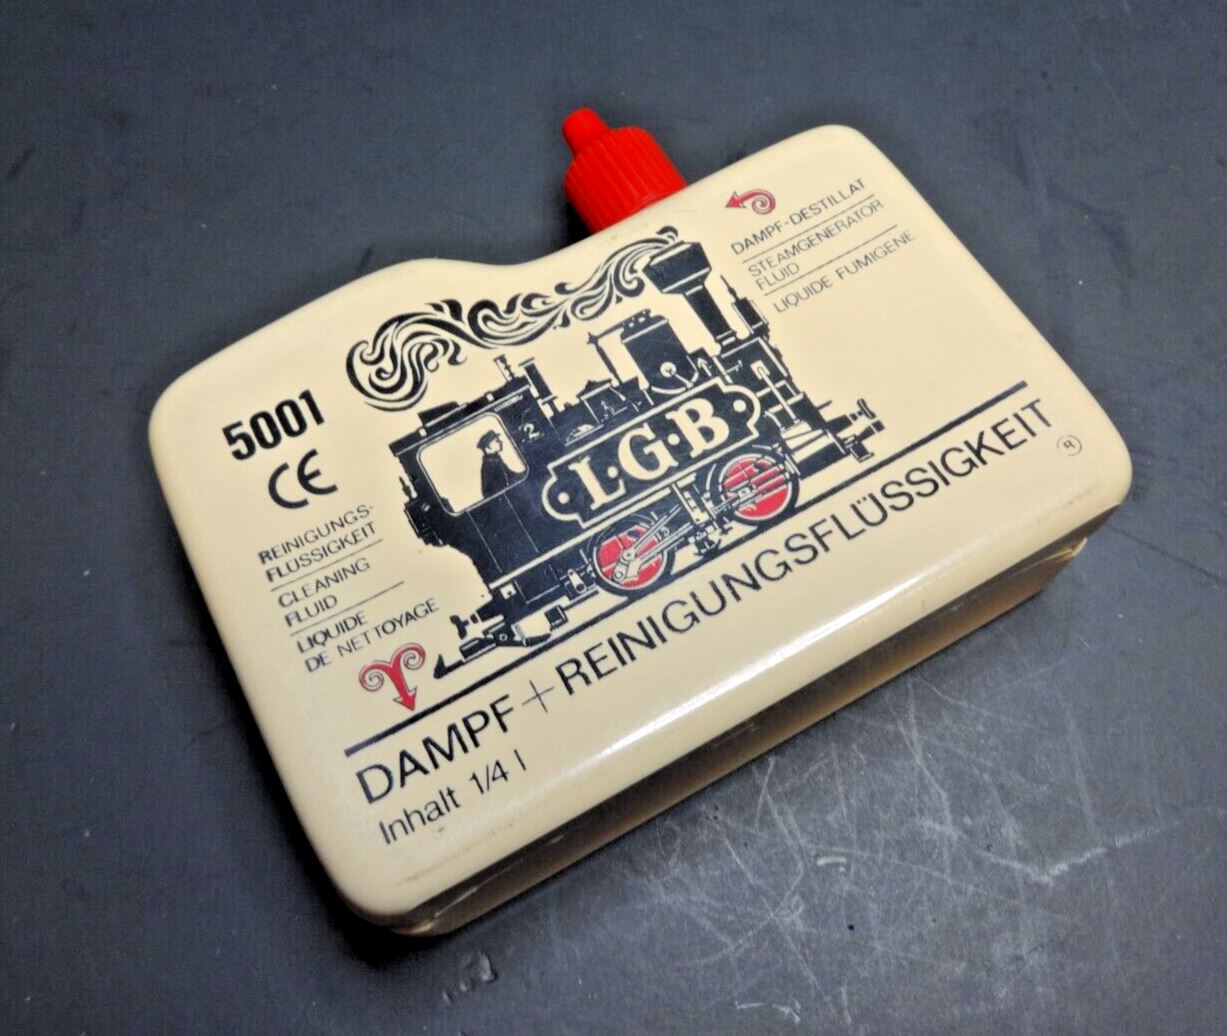 5001
CE
REINIGUNGS-
FLÜSSIGKEIT
CLEANING
FLUID
LIQUIDE
DE NETTOYAGE
DAMPF-DESTILLAT
STEAMGENERATOR
FLUID
LIQUIDE FUMIGENE
2
L·G·B
DAMPF+REINIGUNGSFLÜSSIGKEIT ®
Inhalt 1/4 l